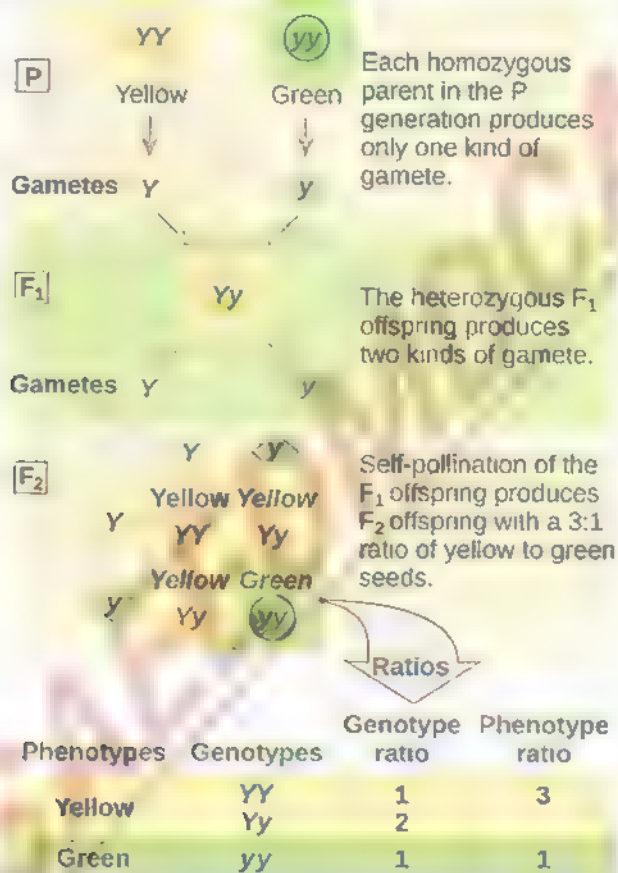 YY yy
P
Yellow Green
Each homozygous
parent in the P
generation produces
only one kind of
gamete.
Gametes Y y
F₁
Yy
The heterozygous F₁
offspring produces
two kinds of gamete.
Gametes Y y
F₂
Y y
Y Yellow Yellow
YY Yy
y Yellow Green
Yy yy
Self-pollination of the
F₁ offspring produces
F₂ offspring with a 3:1
ratio of yellow to green
seeds.
Ratios
Phenotypes Genotypes Genotype ratio Phenotype ratio
Yellow YY 1 3
Yy 2
Green yy 1 1